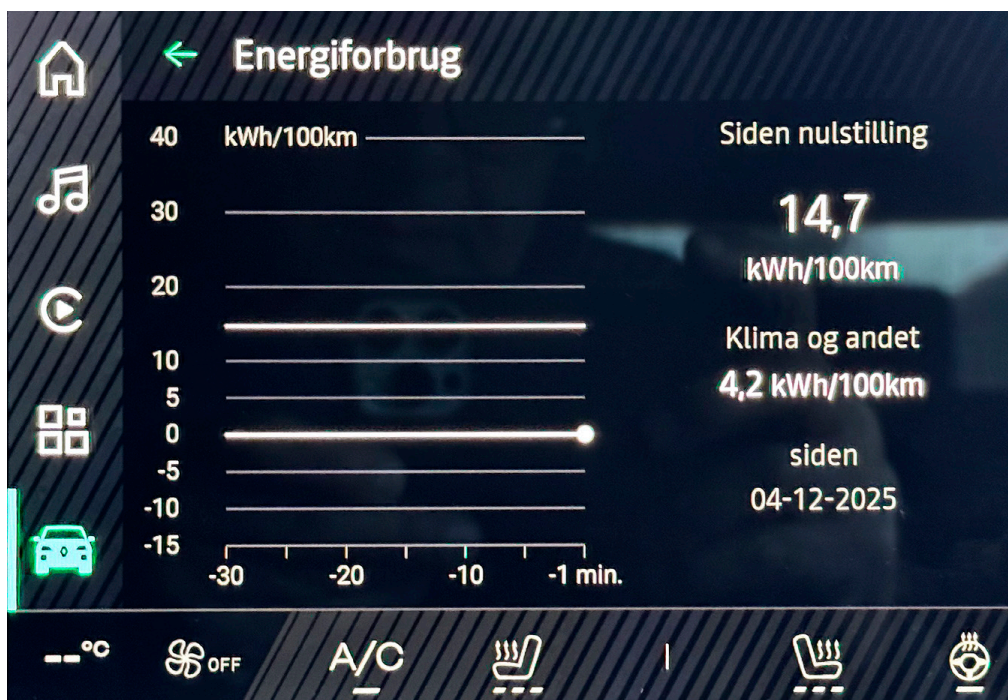 Energiforbrug
40 kWh/100km
30
20
10
5
0
-5
-10
-15
-30 -20 -10 -1 min.
Siden nulstilling
14,7
kWh/100km
Klima og andet
4,2 kWh/100km
siden
04-12-2025
--°C OFF A/C